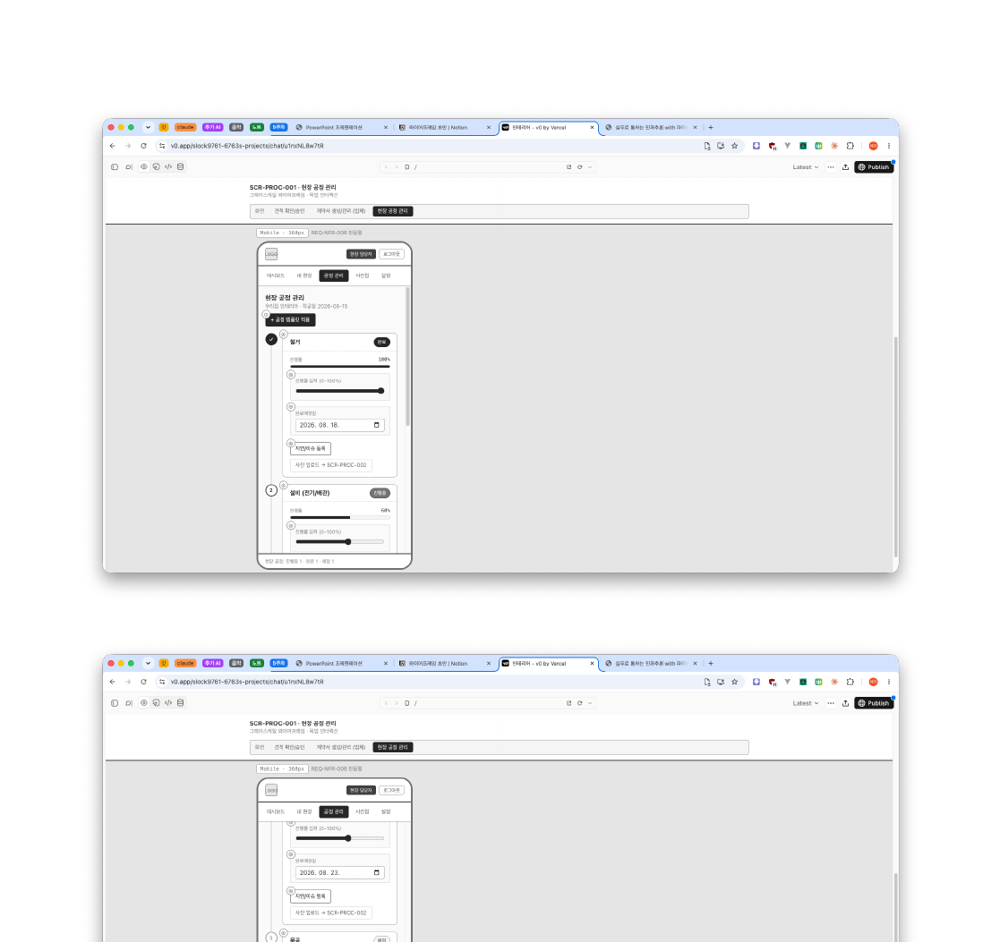 깃 claude 추가 AI 음악 노트 5주차 PowerPoint 프레젠테이션 와이어프레임 초안 | Notion 인테리어 – v0 by Vercel 실무로 통하는 인과추론 with 파이
v0.app/slock9761-6763s-projects/chat/u1nxNL8w7tR
/ Latest Publish
SCR-PROC-001 · 현장 공정 관리
그레이스케일 와이어프레임 · 목업 인터랙션
화면 견적 확인/승인 계약서 생성/관리 (업체) 현장 공정 관리
Mobile · 360px REQ-NFR-006 반응형
LOGO 현장 담당자 로그아웃
대시보드 내 현장 공정 관리 사진첩 설정
현장 공정 관리
우리집 인테리어 · 착공일 2026-08-15
+ 공정 템플릿 적용
철거 완료
진행률 100%
진행률 입력 (0~100%)
완료예정일
2026. 08. 18.
지연/이슈 등록
사진 업로드 → SCR-PROC-002
2 설비 (전기/배관) 진행중
진행률 60%
진행률 입력 (0~100%)
현장 공정, 진행중 1 · 완료 1 · 예정 1
깃 claude 추가 AI 음악 노트 5주차 PowerPoint 프레젠테이션 와이어프레임 초안 | Notion 인테리어 – v0 by Vercel 실무로 통하는 인과추론 with 파이
v0.app/slock9761-6763s-projects/chat/u1nxNL8w7tR
/ Latest Publish
SCR-PROC-001 · 현장 공정 관리
그레이스케일 와이어프레임 · 목업 인터랙션
화면 견적 확인/승인 계약서 생성/관리 (업체) 현장 공정 관리
Mobile · 360px REQ-NFR-006 반응형
LOGO 현장 담당자 로그아웃
대시보드 내 현장 공정 관리 사진첩 설정
진행률 입력 (0~100%)
완료예정일
2026. 08. 23.
지연/이슈 등록
사진 업로드 → SCR-PROC-002
3 목공 예정